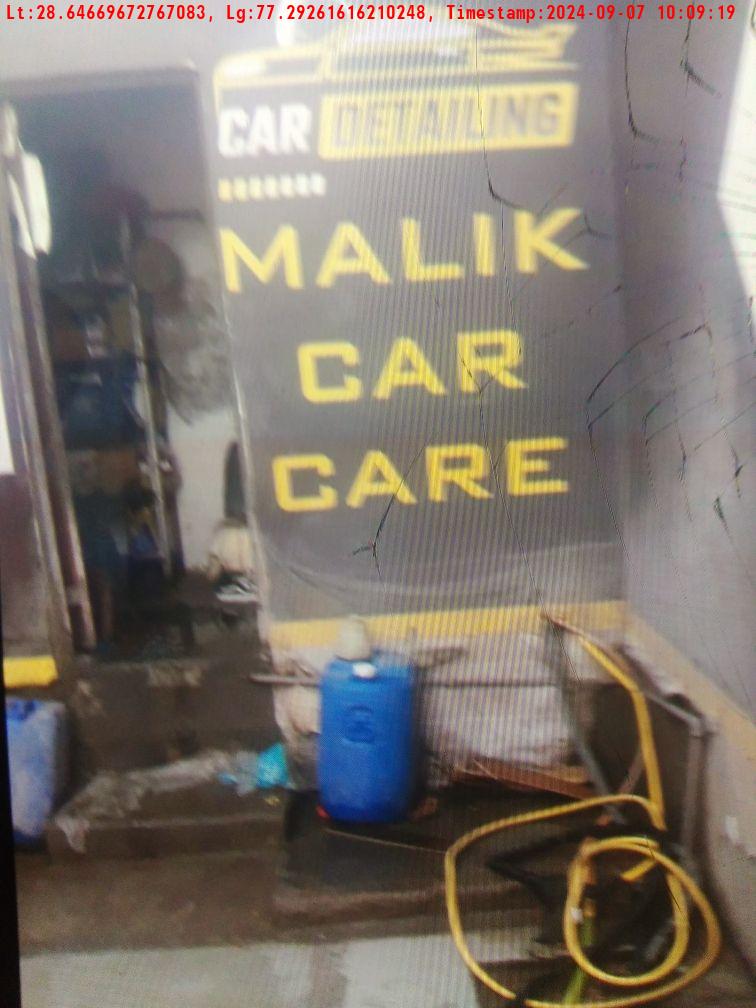 Lt:28.64669672767083, Lg:77.29261616210248, Timestamp:2024-09-07 10:09:19
CAR DETAILING
MALIK
CAR
CARE